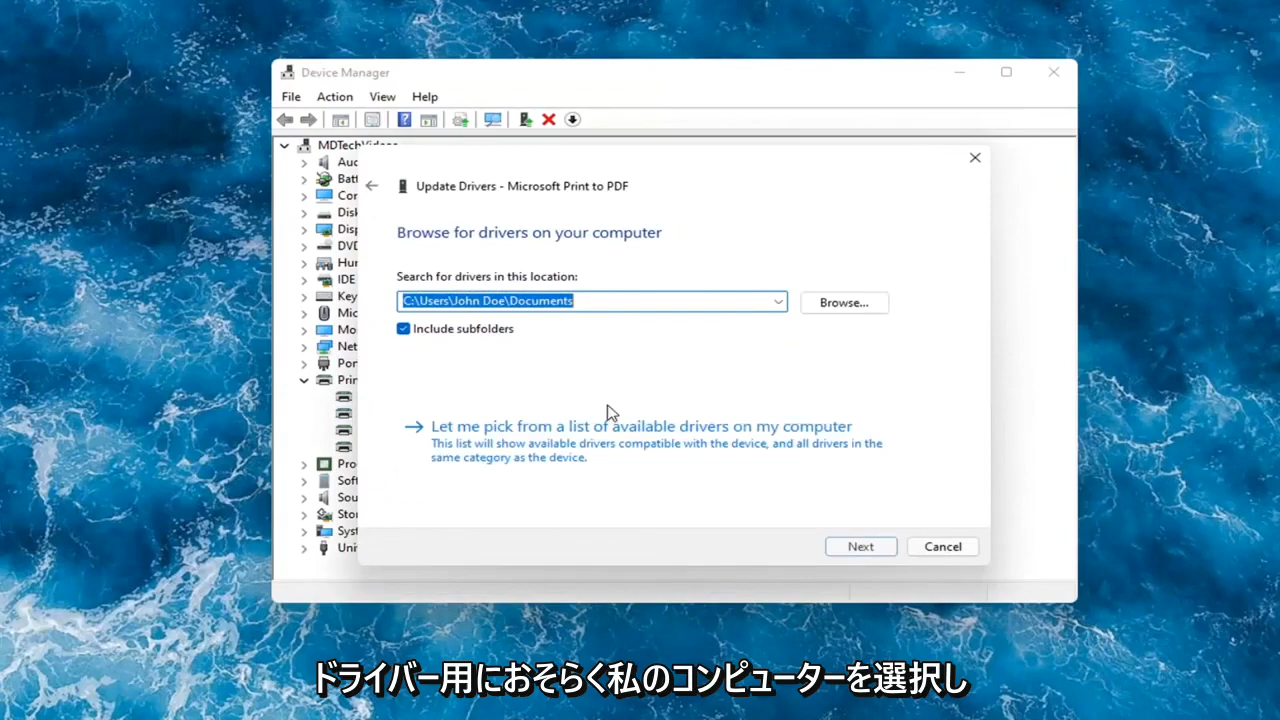 Device Manager
File Action View Help
MDTechVideos
Update Drivers - Microsoft Print to PDF
Browse for drivers on your computer
Search for drivers in this location:
C:\Users\John Doe\Documents
Browse...
Include subfolders
Let me pick from a list of available drivers on my computer
This list will show available drivers compatible with the device, and all drivers in the
same category as the device.
Next Cancel
Auc
Batt
Cor
Disk
Disp
DVD
Hur
IDE
Key
Mic
Mo
Net
Por
Prin
Pro
Soft
Sou
Stor
Syst
Uni
ドライバー用におそらく私のコンピューターを選択し